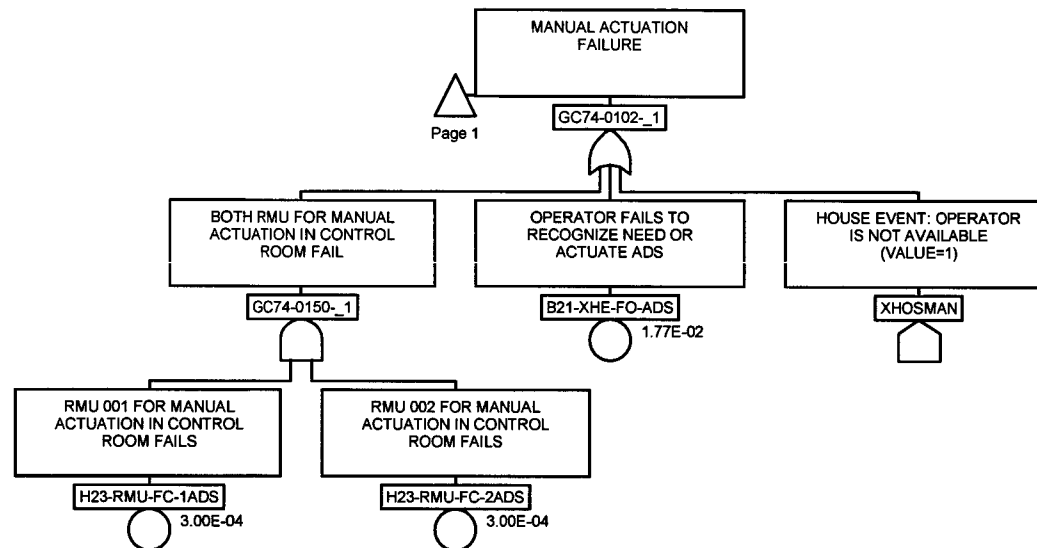 MANUAL ACTUATION
FAILURE
Page 1
GC74-0102-_1
BOTH RMU FOR MANUAL
ACTUATION IN CONTROL
ROOM FAIL
GC74-0150-_1
OPERATOR FAILS TO
RECOGNIZE NEED OR
ACTUATE ADS
B21-XHE-FO-ADS
1.77E-02
HOUSE EVENT: OPERATOR
IS NOT AVAILABLE
(VALUE=1)
XHOSMAN
RMU 001 FOR MANUAL
ACTUATION IN CONTROL
ROOM FAILS
H23-RMU-FC-1ADS
3.00E-04
RMU 002 FOR MANUAL
ACTUATION IN CONTROL
ROOM FAILS
H23-RMU-FC-2ADS
3.00E-04